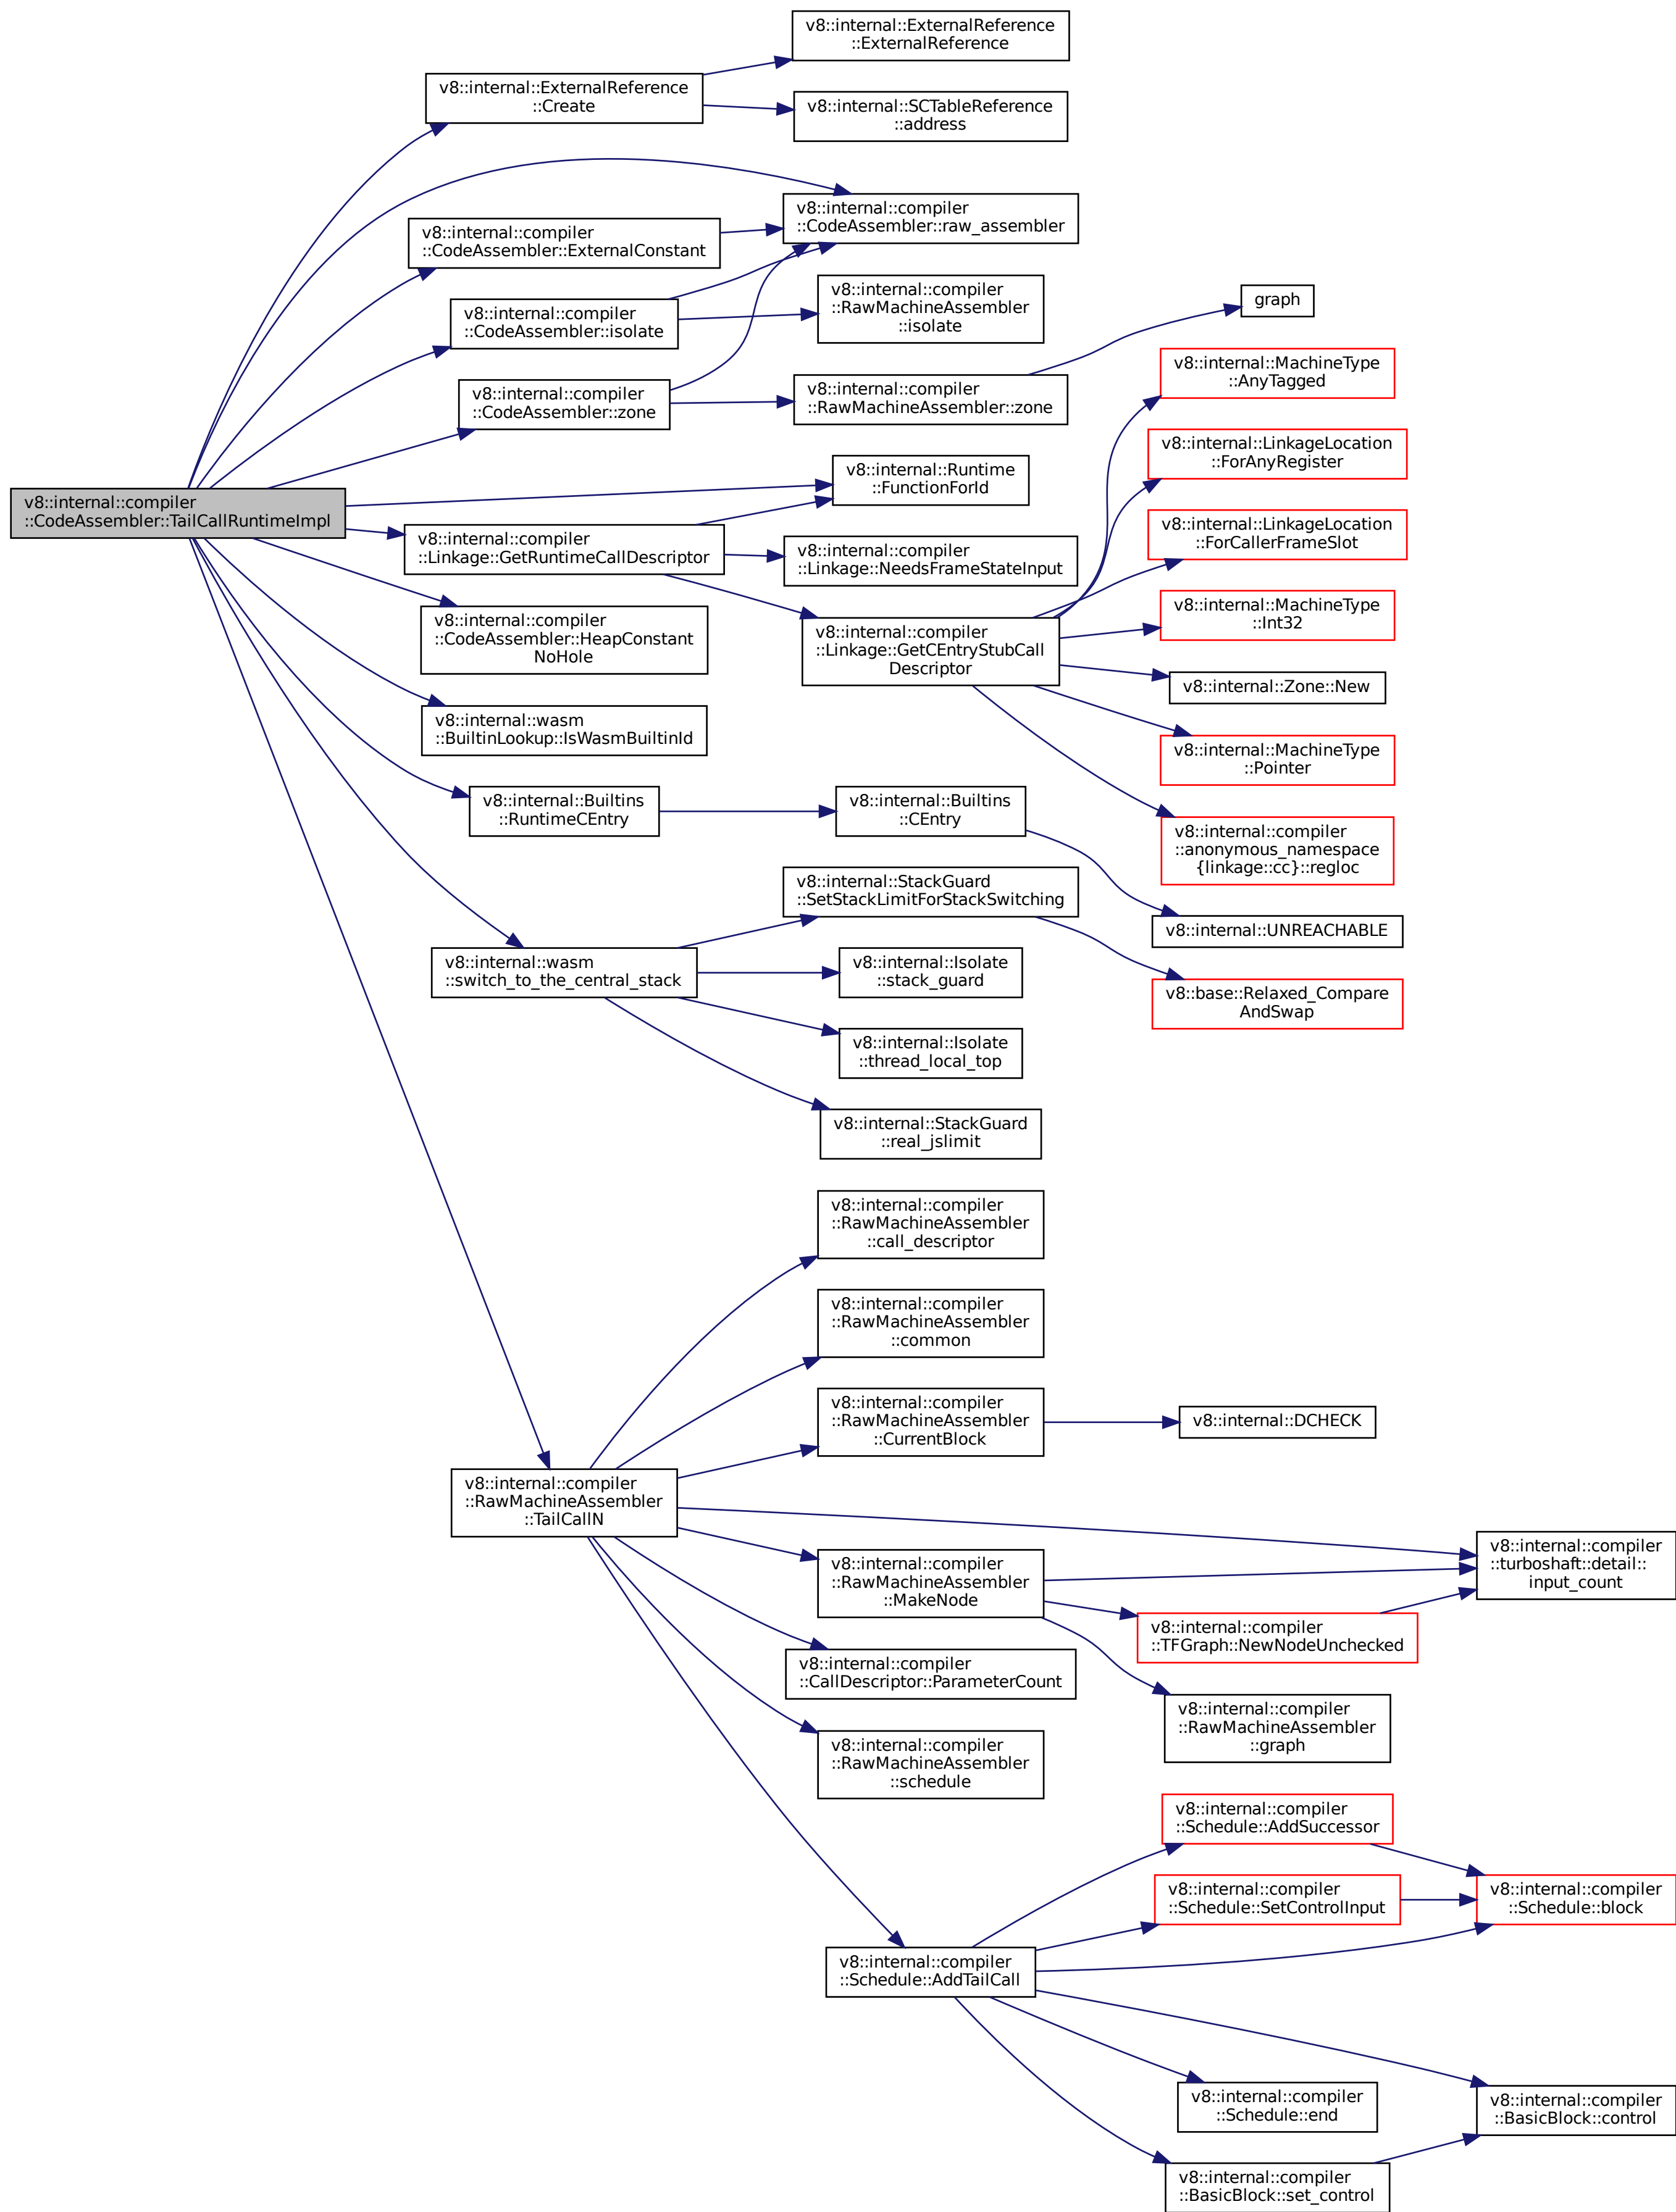 v8::internal::ExternalReference
::ExternalReference
v8::internal::ExternalReference
::Create
v8::internal::SCTableReference
::address
v8::internal::compiler
::CodeAssembler::raw_assembler
v8::internal::compiler
::CodeAssembler::ExternalConstant
v8::internal::compiler
::RawMachineAssembler
::isolate
graph
v8::internal::compiler
::CodeAssembler::isolate
v8::internal::MachineType
::AnyTagged
v8::internal::compiler
::RawMachineAssembler::zone
v8::internal::compiler
::CodeAssembler::zone
v8::internal::LinkageLocation
::ForAnyRegister
v8::internal::Runtime
::FunctionForId
v8::internal::compiler
::CodeAssembler::TailCallRuntimeImpl
v8::internal::LinkageLocation
::ForCallerFrameSlot
v8::internal::compiler
::Linkage::GetRuntimeCallDescriptor
v8::internal::compiler
::Linkage::NeedsFrameStateInput
v8::internal::MachineType
::Int32
v8::internal::compiler
::CodeAssembler::HeapConstant
NoHole
v8::internal::compiler
::Linkage::GetCEntryStubCall
Descriptor
v8::internal::Zone::New
v8::internal::wasm
::BuiltinLookup::IsWasmBuiltinId
v8::internal::MachineType
::Pointer
v8::internal::Builtins
::RuntimeCEntry
v8::internal::Builtins
::CEntry
v8::internal::compiler
::anonymous_namespace
{linkage::cc}::regloc
v8::internal::StackGuard
::SetStackLimitForStackSwitching
v8::internal::UNREACHABLE
v8::internal::wasm
::switch_to_the_central_stack
v8::internal::Isolate
::stack_guard
v8::base::Relaxed_Compare
AndSwap
v8::internal::Isolate
::thread_local_top
v8::internal::StackGuard
::real_jslimit
v8::internal::compiler
::RawMachineAssembler
::call_descriptor
v8::internal::compiler
::RawMachineAssembler
::common
v8::internal::compiler
::RawMachineAssembler
::CurrentBlock
v8::internal::DCHECK
v8::internal::compiler
::RawMachineAssembler
::TailCallN
v8::internal::compiler
::turboshaft::detail::
input_count
v8::internal::compiler
::RawMachineAssembler
::MakeNode
v8::internal::compiler
::TFGraph::NewNodeUnchecked
v8::internal::compiler
::CallDescriptor::ParameterCount
v8::internal::compiler
::RawMachineAssembler
::graph
v8::internal::compiler
::RawMachineAssembler
::schedule
v8::internal::compiler
::Schedule::AddSuccessor
v8::internal::compiler
::Schedule::SetControlInput
v8::internal::compiler
::Schedule::block
v8::internal::compiler
::Schedule::AddTailCall
v8::internal::compiler
::Schedule::end
v8::internal::compiler
::BasicBlock::control
v8::internal::compiler
::BasicBlock::set_control